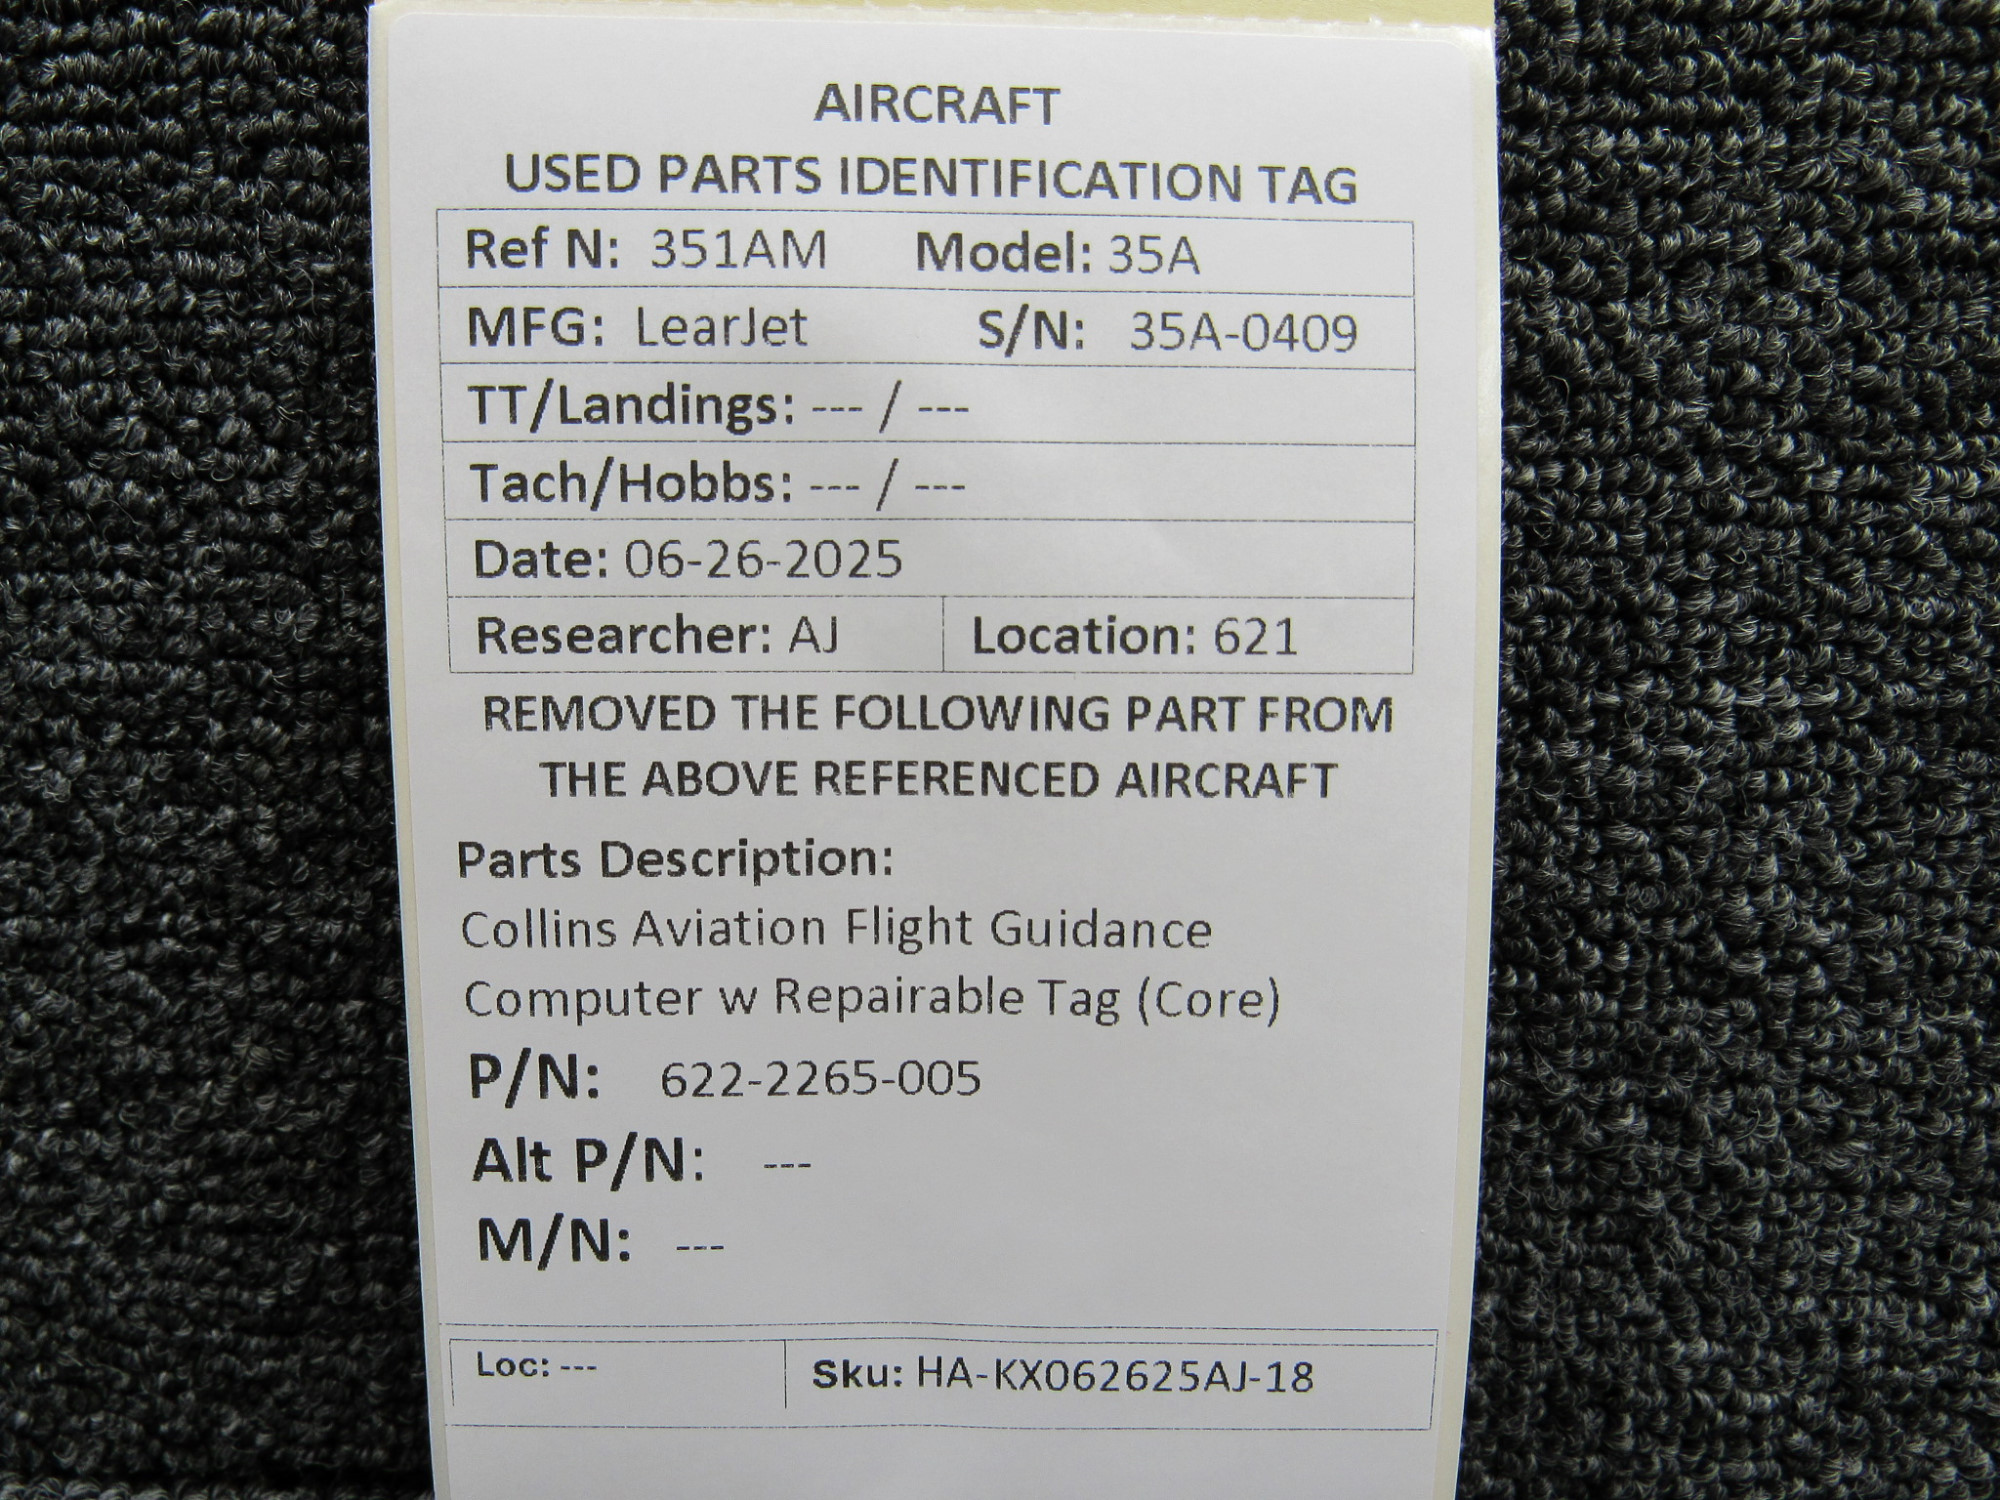 AIRCRAFT
USED PARTS IDENTIFICATION TAG
Ref N: 351AM Model: 35A
MFG: LearJet S/N: 35A-0409
TT/Landings: --- / ---
Tach/Hobbs: --- / ---
Date: 06-26-2025
Researcher: AJ Location: 621
REMOVED THE FOLLOWING PART FROM
THE ABOVE REFERENCED AIRCRAFT
Parts Description:
Collins Aviation Flight Guidance
Computer w Repairable Tag (Core)
P/N: 622-2265-005
Alt P/N: ---
M/N: ---
Loc: --- Sku: HA-KX062625AJ-18